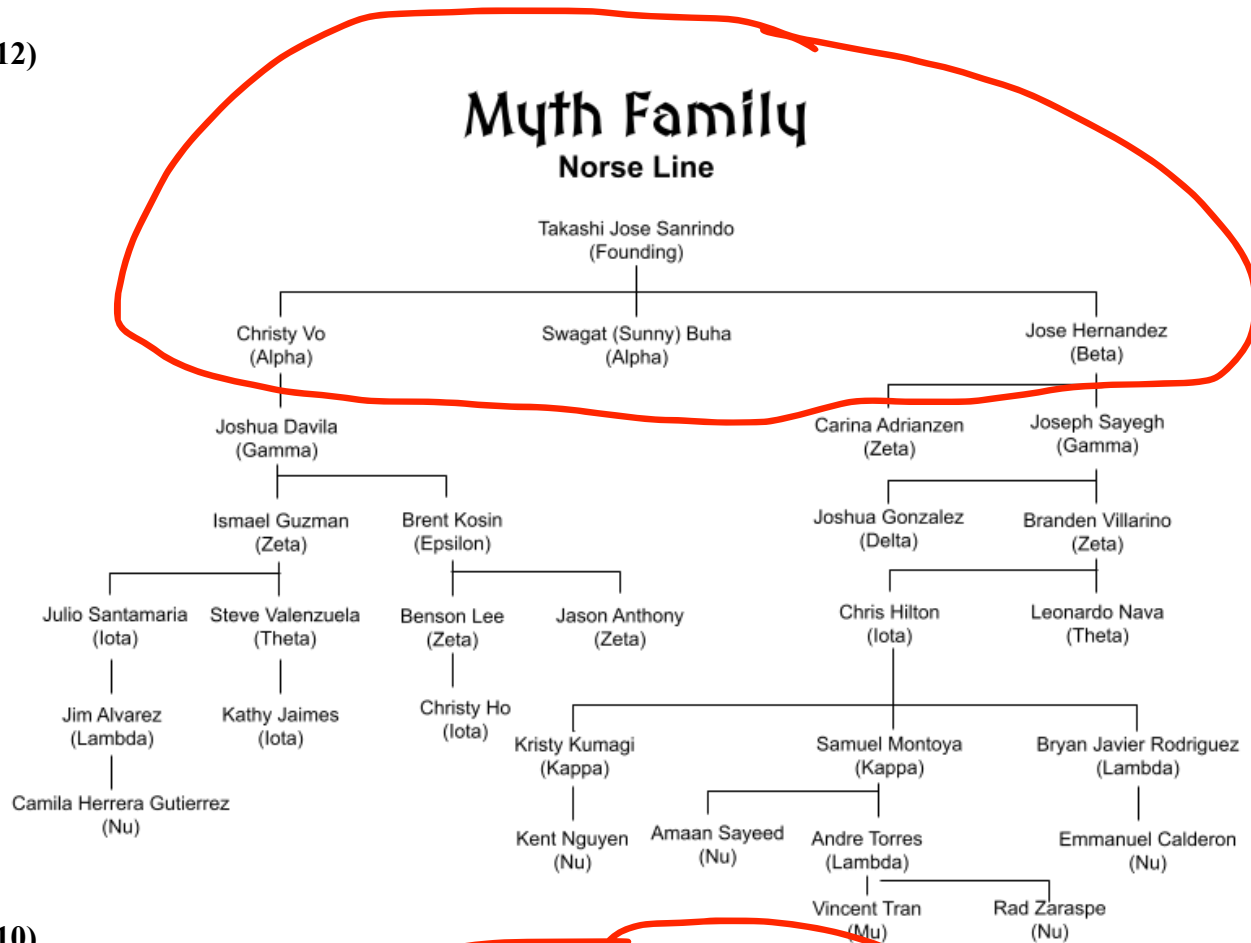 12)
Myth Family
Norse Line
Takashi Jose Sanrindo
(Founding)
Christy Vo
(Alpha)
Swagat (Sunny) Buha
(Alpha)
Jose Hernandez
(Beta)
Joshua Davila
(Gamma)
Carina Adrianzen
(Zeta)
Joseph Sayegh
(Gamma)
Ismael Guzman
(Zeta)
Brent Kosin
(Epsilon)
Joshua Gonzalez
(Delta)
Branden Villarino
(Zeta)
Julio Santamaria
(Iota)
Steve Valenzuela
(Theta)
Benson Lee
(Zeta)
Jason Anthony
(Zeta)
Chris Hilton
(Iota)
Leonardo Nava
(Theta)
Jim Alvarez
(Lambda)
Kathy Jaimes
(Iota)
Christy Ho
(Iota)
Kristy Kumagi
(Kappa)
Samuel Montoya
(Kappa)
Bryan Javier Rodriguez
(Lambda)
Camila Herrera Gutierrez
(Nu)
Kent Nguyen
(Nu)
Amaan Sayeed
(Nu)
Andre Torres
(Lambda)
Emmanuel Calderon
(Nu)
Vincent Tran
(Mu)
Rad Zaraspe
(Nu)
10)